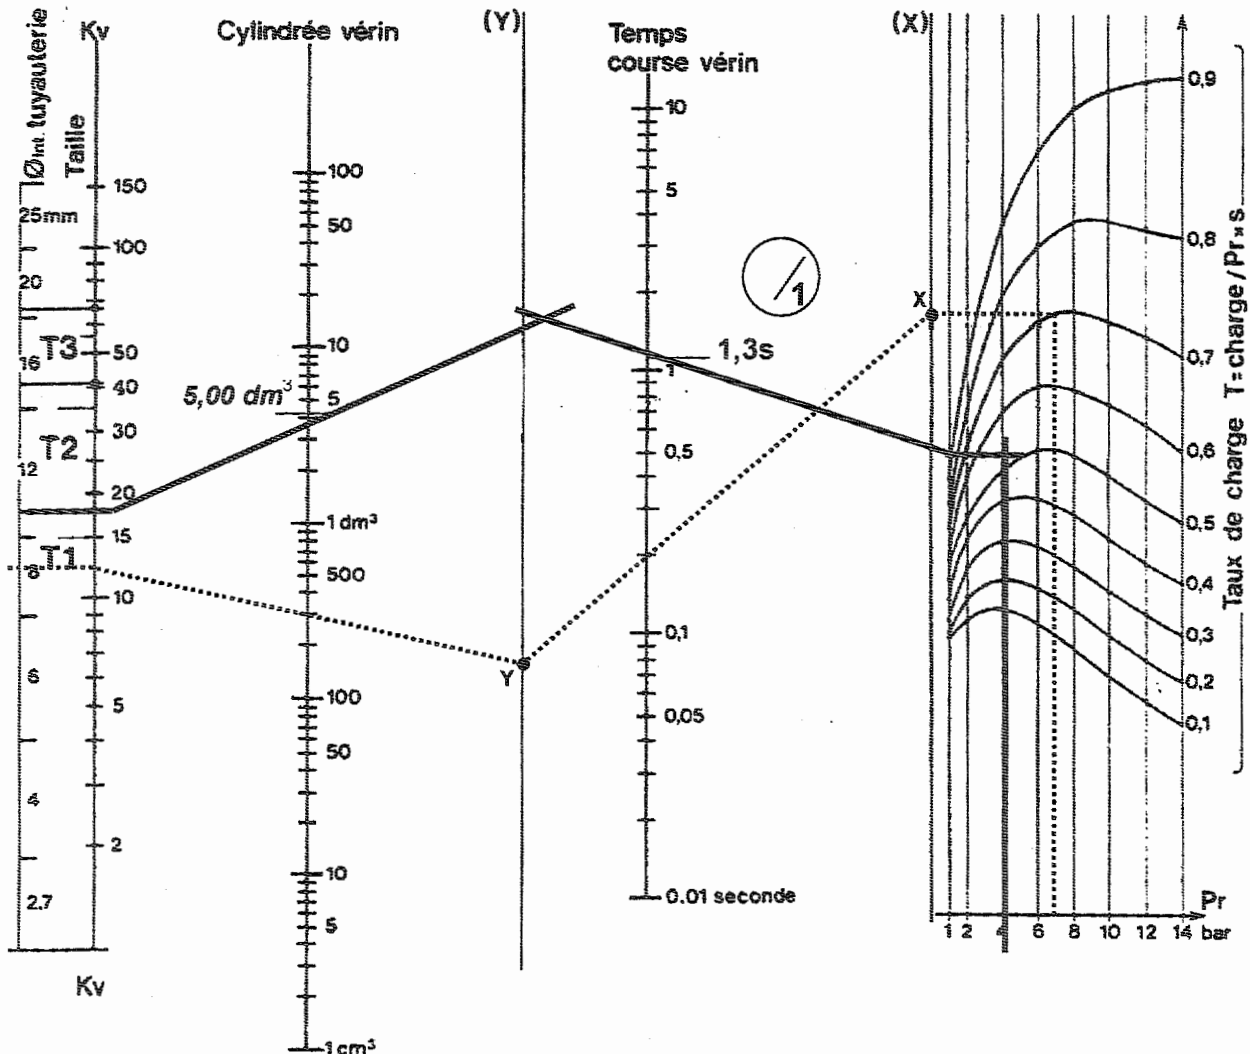 Øint. tuyauterie
Taille
Kv
25mm
20
16
12
8
6
4
2,7
T3
T2
T1
150
100
50
40
30
20
15
10
5
2
Kv
Cylindrée vérin
100
50
10
5
1 dm³
500
100
50
10
5
1cm³
5,00 dm³
(Y)
Y
Temps
course vérin
10
5
1
0,5
0,1
0,05
0.01 seconde
1,3s
1
(X)
X
A
0,9
0,8
0,7
0,6
0,5
0,4
0,3
0,2
0,1
Pr
1 2 4 6 8 10 12 14 bar
Taux de charge T=charge/Pr×s